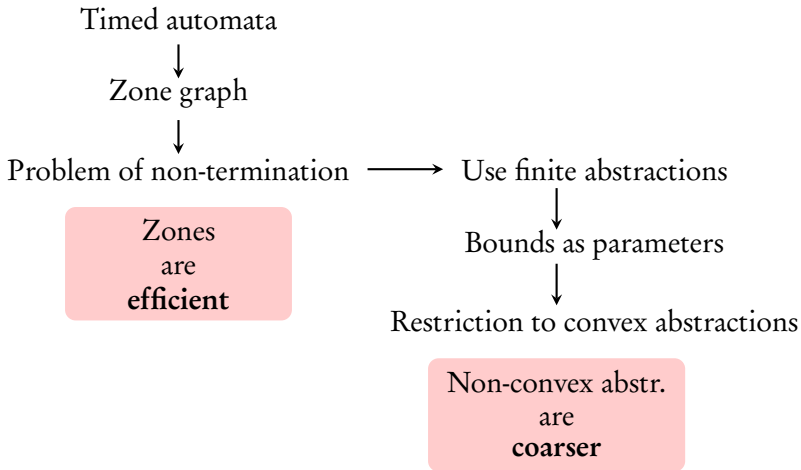 Timed automata
Zone graph
Problem of non-termination
Use finite abstractions
Zones
are
efficient
Bounds as parameters
Restriction to convex abstractions
Non-convex abstr.
are
coarser